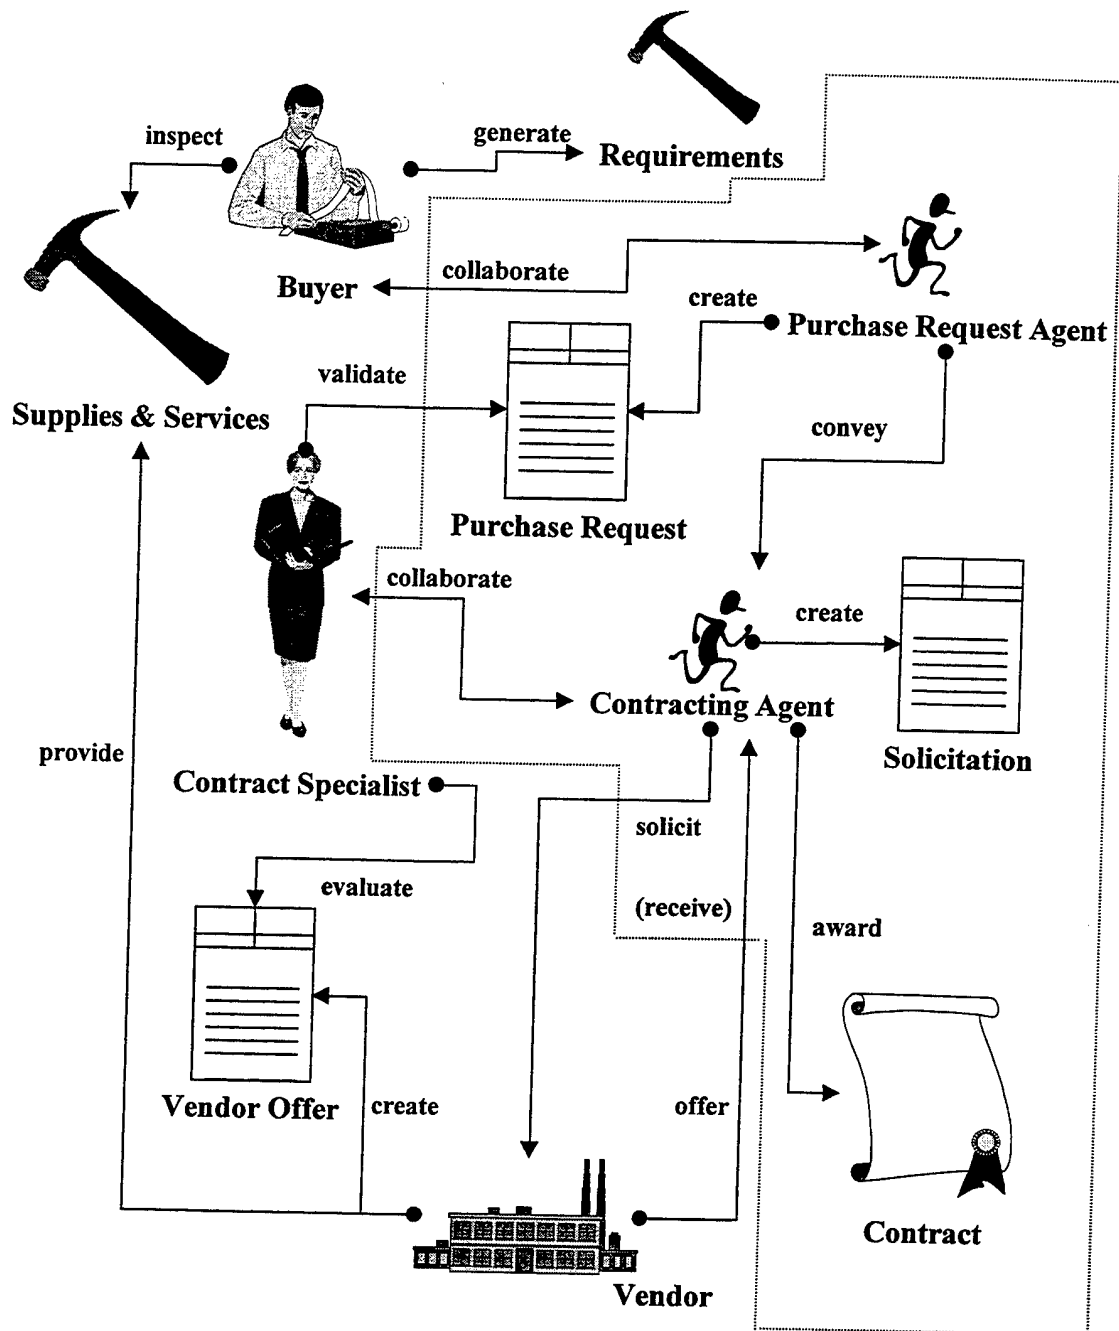 inspect
generate
Requirements
collaborate
Buyer
create
Purchase Request Agent
validate
Supplies & Services
convey
Purchase Request
collaborate
create
Contracting Agent
Solicitation
provide
Contract Specialist
solicit
evaluate
(receive)
award
Vendor Offer
create
offer
Contract
Vendor